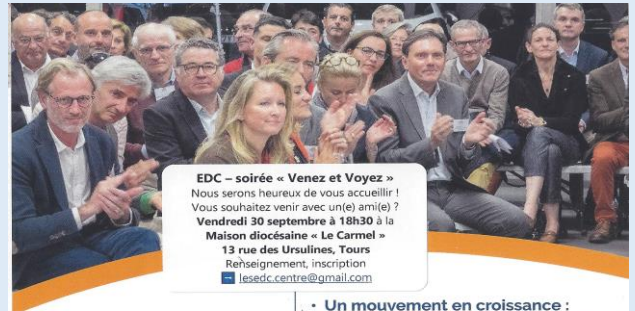 EDC – soirée « Venez et Voyez »
Nous serons heureux de vous accueillir !
Vous souhaitez venir avec un(e) ami(e) ?
Vendredi 30 septembre à 18h30 à la
Maison diocésaine « Le Carmel »
13 rue des Ursulines, Tours
Renseignement, inscription
lesedc.centre@gmail.com
• Un mouvement en croissance :